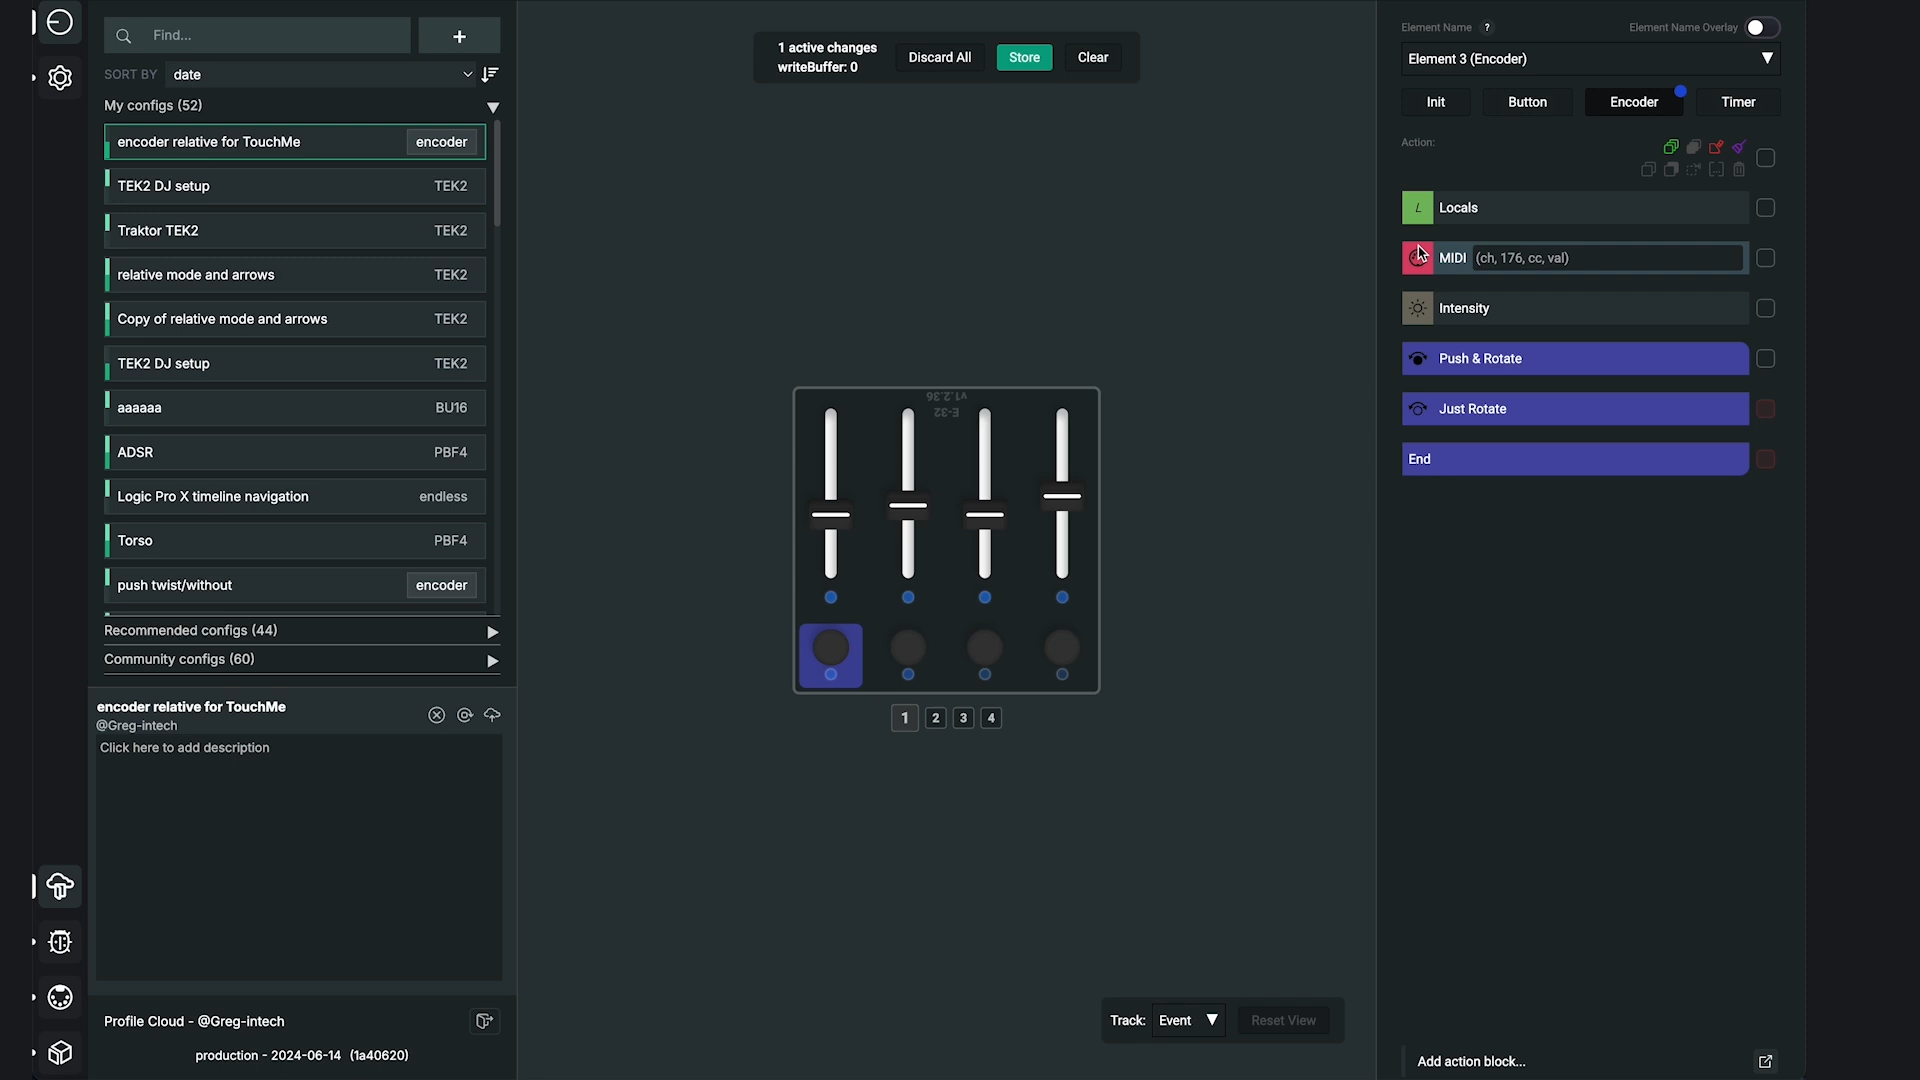 Find...
+
SORT BY date
My configs (52)
encoder relative for TouchMe encoder
TEK2 DJ setup TEK2
Traktor TEK2 TEK2
relative mode and arrows TEK2
Copy of relative mode and arrows TEK2
TEK2 DJ setup TEK2
aaaaaa BU16
ADSR PBF4
Logic Pro X timeline navigation endless
Torso PBF4
push twist/without encoder
Recommended configs (44)
Community configs (60)
encoder relative for TouchMe
@Greg-intech
Click here to add description
Profile Cloud - @Greg-intech
production - 2024-06-14 (1a40620)
1 active changes
writeBuffer: 0
Discard All Store Clear
v1.2.36
E-32
1 2 3 4
Track: Event Reset View
Element Name ? Element Name Overlay
Element 3 (Encoder)
Init Button Encoder Timer
Action:
L Locals
MIDI (ch, 176, cc, val)
Intensity
Push & Rotate
Just Rotate
End
Add action block...